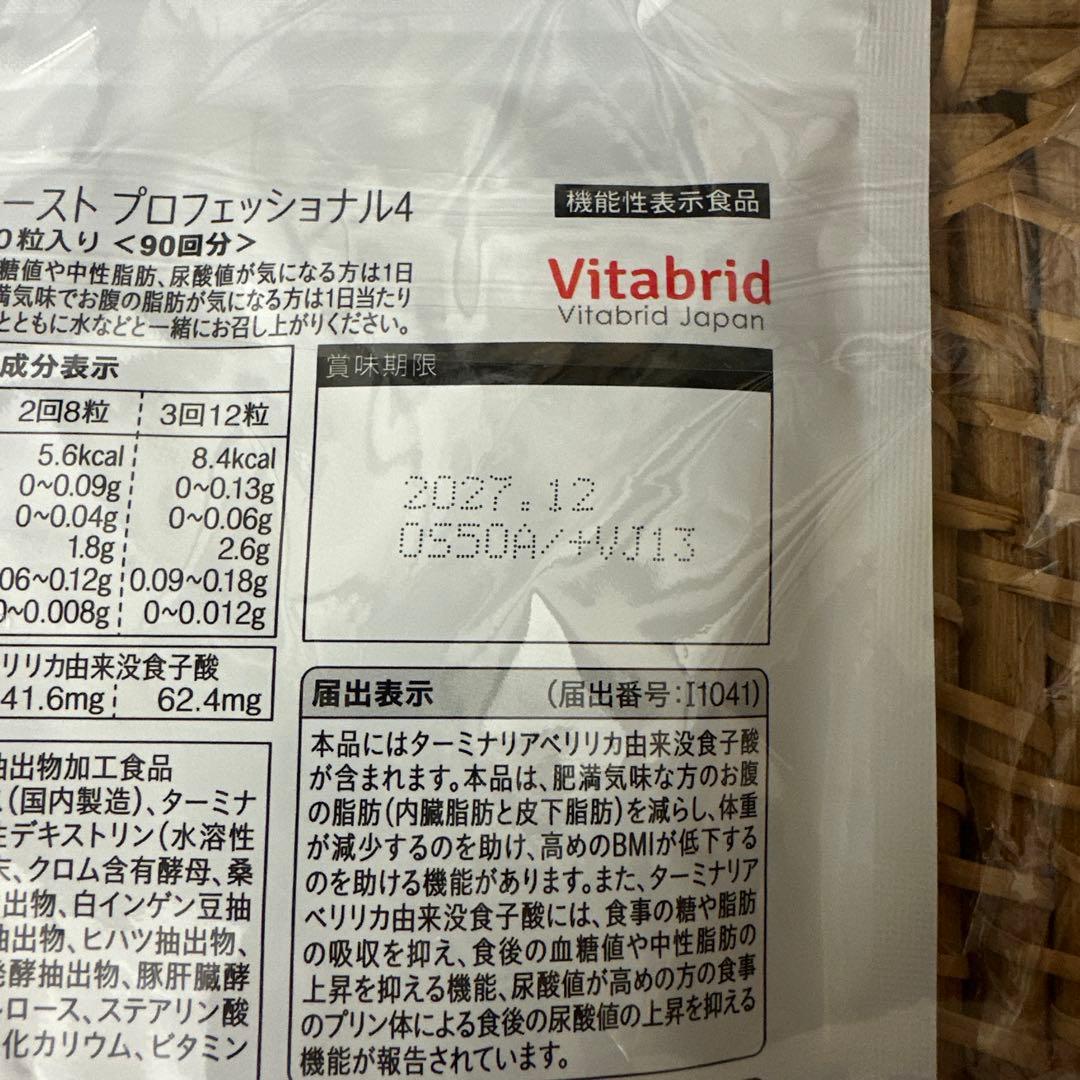 ースト プロフェッショナル4
0粒入り <90回分>
糖値や中性脂肪、尿酸値が気になる方は1日
満気味でお腹の脂肪が気になる方は1日当たり
とともに水などと一緒にお召し上がりください。
機能性表示食品
Vitabrid
Vitabrid Japan
成分表示
2回8粒 3回12粒
5.6kcal 8.4kcal
0~0.09g 0~0.13g
0~0.04g 0~0.06g
1.8g 2.6g
06~0.12g 0.09~0.18g
0~0.008g 0~0.012g
リリカ由来没食子酸
41.6mg 62.4mg
賞味期限
2027.12
0S50A/+VJ13
抽出物加工食品
(国内製造)、ターミナ
性デキストリン(水溶性
末、クロム含有酵母、桑
出物、白インゲン豆抽
抽出物、ヒハツ抽出物、
発酵抽出物、豚肝臓酵
ロース、ステアリン酸
化カリウム、ビタミン
届出表示 (届出番号:I1041)
本品にはターミナリアベリリカ由来没食子酸
が含まれます。本品は、肥満気味な方のお腹
の脂肪(内臓脂肪と皮下脂肪)を減らし、体重
が減少するのを助け、高めのBMIが低下する
のを助ける機能があります。また、ターミナリア
ベリリカ由来没食子酸には、食事の糖や脂肪
の吸収を抑え、食後の血糖値や中性脂肪の
上昇を抑える機能、尿酸値が高めの方の食事
のプリン体による食後の尿酸値の上昇を抑える
機能が報告されています。